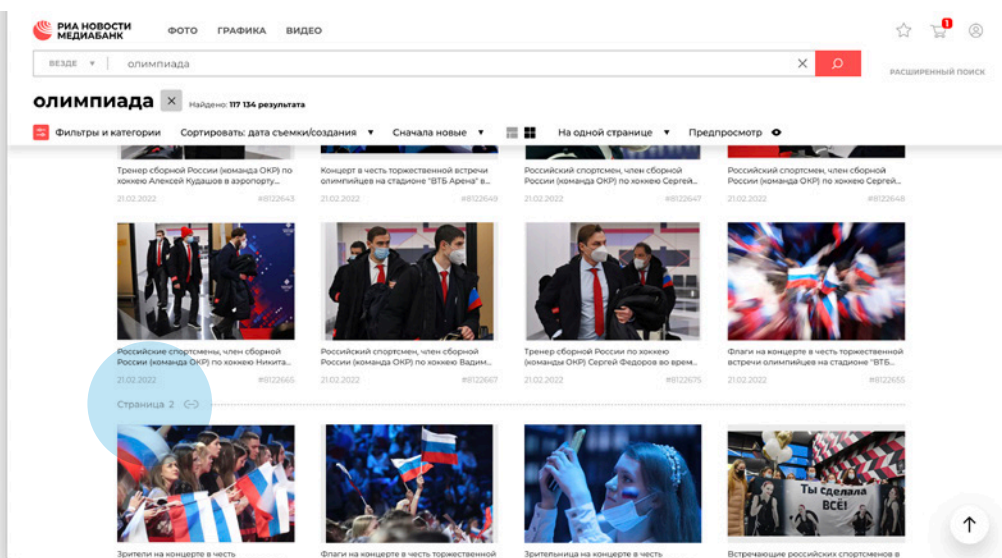 РИА НОВОСТИ
МЕДИАБАНК
ФОТО ГРАФИКА ВИДЕО
1
ВЕЗДЕ олимпиада
РАСШИРЕННЫЙ ПОИСК
олимпиада Найдено: 117 134 результата
Фильтры и категории Сортировать: дата съемки/создания Сначала новые На одной странице Предпросмотр
Тренер сборной России (команда ОКР) по
хоккею Алексей Кудашов в аэропорту...
21.02.2022 #8122643
Концерт в честь торжественной встречи
олимпийцев на стадионе "ВТБ Арена" в...
21.02.2022 #8122649
Российский спортсмен, член сборной
России (команда ОКР) по хоккею Сергей...
21.02.2022 #8122647
Российский спортсмен, член сборной
России (команда ОКР) по хоккею Сергей...
21.02.2022 #8122648
Российские спортсмены, член сборной
России (команда ОКР) по хоккею Никита...
21.02.2022 #8122665
Российский спортсмен, член сборной
России (команда ОКР) по хоккею Вадим...
21.02.2022 #8122667
Тренер сборной России по хоккею
(команды ОКР) Сергей Федоров во врем...
21.02.2022 #8122675
Флаги на концерте в честь торжественной
встречи олимпийцев на стадионе "ВТБ...
21.02.2022 #8122655
Страница 2
Ты сделала
ВСЁ!
Зрители на концерте в честь
Флаги на концерте в честь торжественной
Зрительница на концерте в честь
Встречающие российских спортсменов в